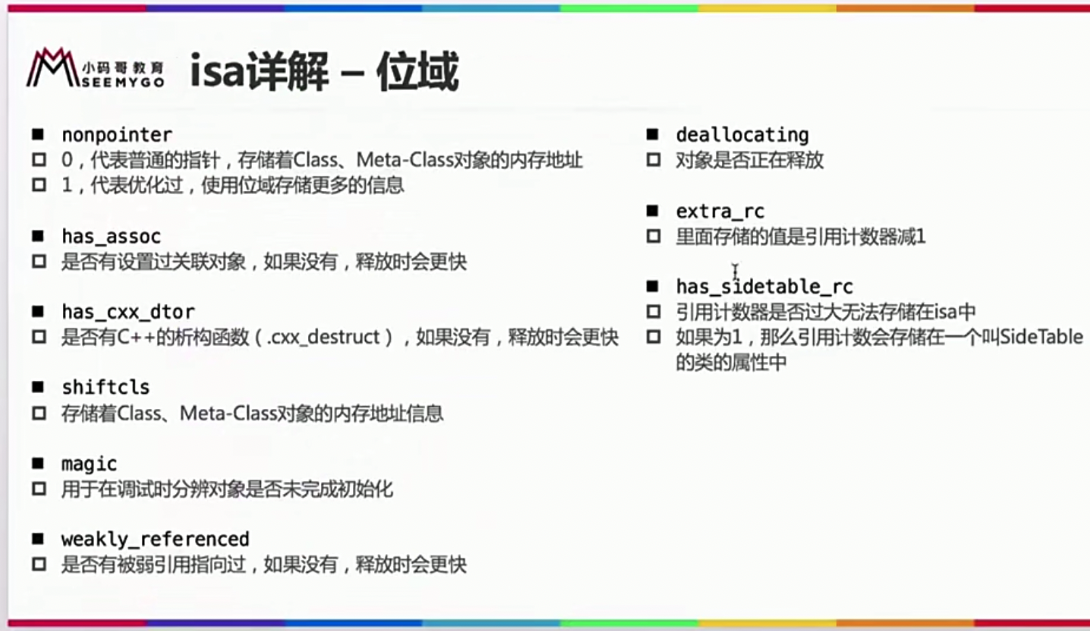 小码哥教育
SEEMYGO
isa详解 – 位域
nonpointer
0，代表普通的指针，存储着Class、Meta-Class对象的内存地址
1，代表优化过，使用位域存储更多的信息
has_assoc
是否有设置过关联对象，如果没有，释放时会更快
has_cxx_dtor
是否有C++的析构函数（.cxx_destruct），如果没有，释放时会更快
shiftcls
存储着Class、Meta-Class对象的内存地址信息
magic
用于在调试时分辨对象是否未完成初始化
weakly_referenced
是否有被弱引用指向过，如果没有，释放时会更快
deallocating
对象是否正在释放
extra_rc
里面存储的值是引用计数器减1
has_sidetable_rc
引用计数器是否过大无法存储在isa中
如果为1，那么引用计数会存储在一个叫SideTable
的类的属性中